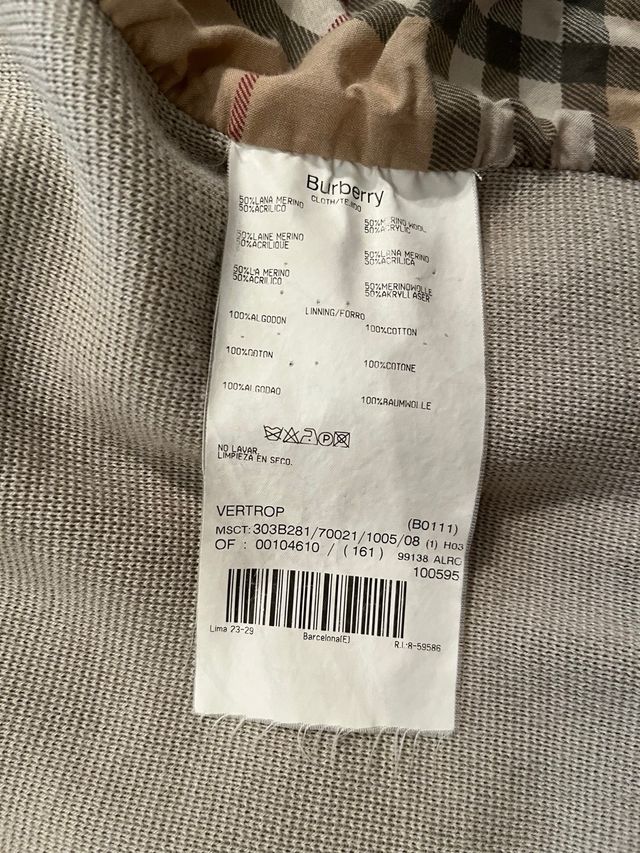 Burberry
CLOTH/TEJIDO
50%LANA MERINO
50%ACRILICO
50%MERINO WOOL
50%ACRYLIC
50%LAINE MERINO
50%ACRILIQUE
50%LANA MERINO
50%ACRILICA
50%LA MERINO
50%ACRILICO
50%MERINOWOLLE
50%AKRYLLASER
LINNING/FORRO
100%ALGODON
100%COTTON
100%COTON
100%COTONE
100%ALGODAO
100%BAUMWOLLE
P
NO LAVAR.
LIMPIEZA EN SECO.
VERTROP (B0111)
MSCT: 303B281/70021/1005/08 (1) H03
OF : 00104610 / (161) 99138 ALRC
100595
Lima 23-29 Barcelona(E) R.I.:8-59586